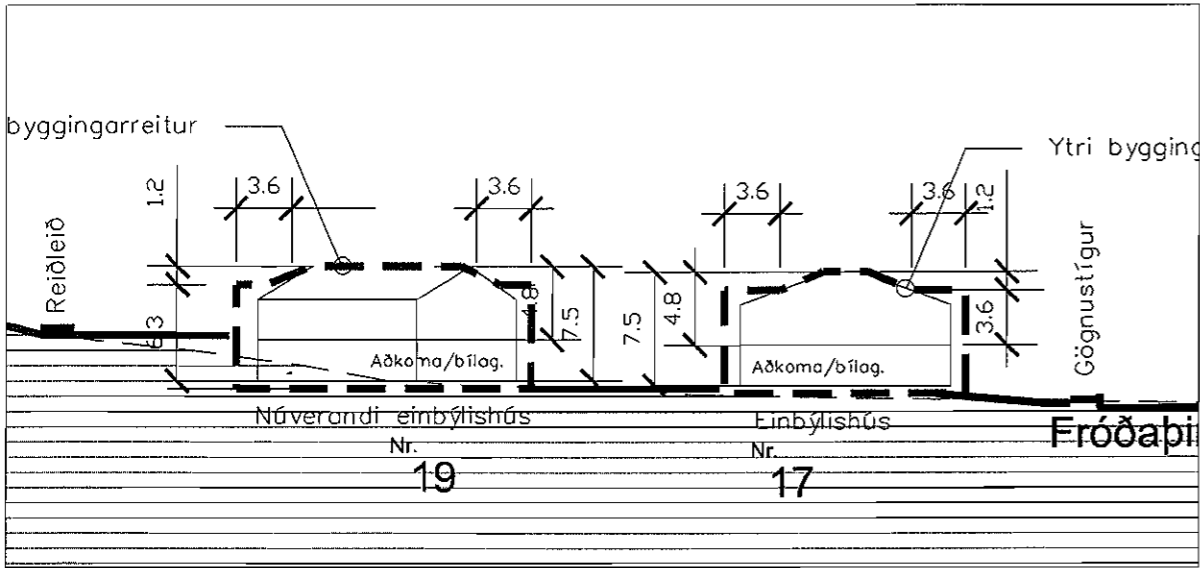 byggingarreitur
Ytri bygging
1.2
3.6
3.6
3.6
3.6
1.2
Reiðleið
6.3
4.8
7.5
7.5
4.8
3.6
Gögnustígur
Aðkoma/bílag.
Aðkoma/bílag.
Núverandi einbýlishús
Einbýlishús
Fróðaþi
Nr.
Nr.
19
17